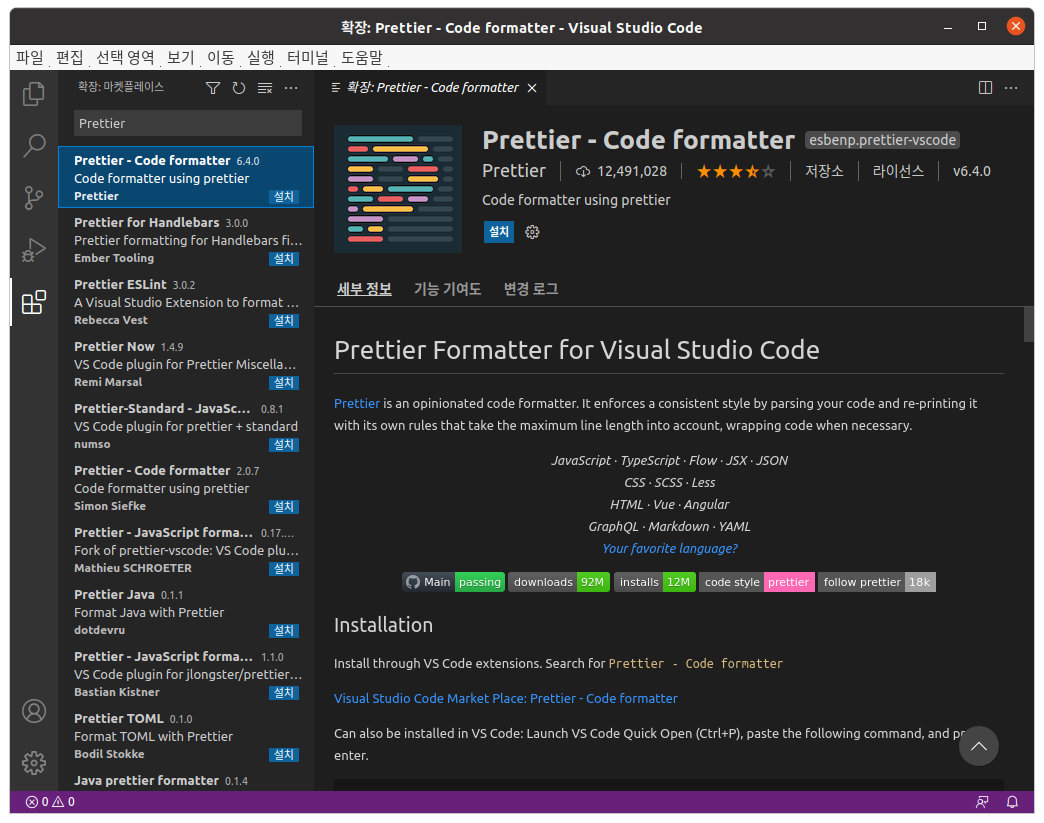 확장: Prettier - Code formatter - Visual Studio Code
파일 편집 선택 영역 보기 이동 실행 터미널 도움말
확장: 마켓플레이스
Prettier
Prettier - Code formatter 6.4.0
Code formatter using prettier
Prettier 설치
Prettier for Handlebars 3.0.0
Prettier formatting for Handlebars fi...
Ember Tooling 설치
Prettier ESLint 3.0.2
A Visual Studio Extension to format ...
Rebecca Vest 설치
Prettier Now 1.4.9
VS Code plugin for Prettier Miscella...
Remi Marsal 설치
Prettier-Standard - JavaSc... 0.8.1
VS Code plugin for prettier + standard
numso 설치
Prettier - Code formatter 2.0.7
Code formatter using prettier
Simon Siefke 설치
Prettier - JavaScript forma... 0.17....
Fork of prettier-vscode: VS Code plu...
Mathieu SCHROETER 설치
Prettier Java 0.1.1
Format Java with Prettier
dotdevru 설치
Prettier - JavaScript forma... 1.1.0
VS Code plugin for jlongster/prettier...
Bastian Kistner 설치
Prettier TOML 0.1.0
Format TOML with Prettier
Bodil Stokke 설치
Java prettier formatter 0.1.4
확장: Prettier - Code formatter
Prettier - Code formatter esbenp.prettier-vscode
Prettier 12,491,028 저장소 라이선스 v6.4.0
Code formatter using prettier
설치
세부 정보 기능 기여도 변경 로그
Prettier Formatter for Visual Studio Code
Prettier is an opinionated code formatter. It enforces a consistent style by parsing your code and re-printing it
with its own rules that take the maximum line length into account, wrapping code when necessary.
JavaScript · TypeScript · Flow · JSX · JSON
CSS · SCSS · Less
HTML · Vue · Angular
GraphQL · Markdown · YAML
Your favorite language?
Main passing downloads 92M installs 12M code style prettier follow prettier 18k
Installation
Install through VS Code extensions. Search for Prettier - Code formatter
Visual Studio Code Market Place: Prettier - Code formatter
Can also be installed in VS Code: Launch VS Code Quick Open (Ctrl+P), paste the following command, and
enter.
0 0